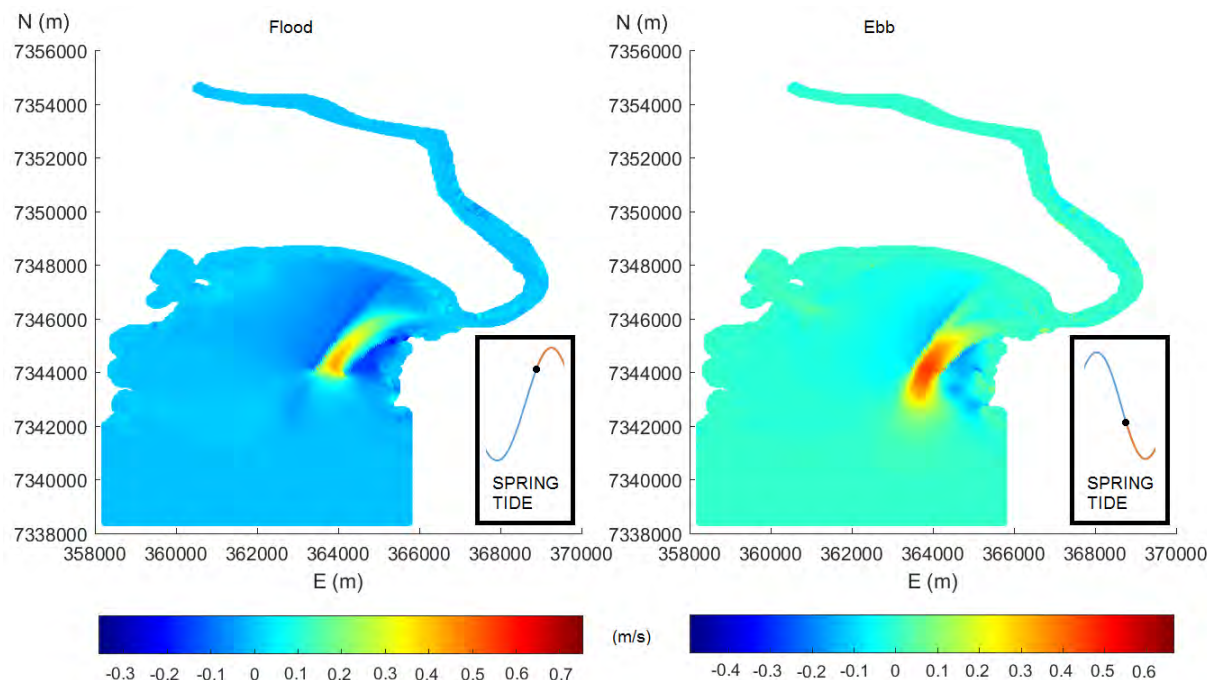 N (m)
Flood
7356000
7354000
7352000
7350000
7348000
7346000
7344000
7342000
7340000
7338000
358000 360000 362000 364000 366000 368000 370000
E (m)
SPRING
TIDE
-0.3 -0.2 -0.1 0 0.1 0.2 0.3 0.4 0.5 0.6 0.7
(m/s)
N (m)
Ebb
7356000
7354000
7352000
7350000
7348000
7346000
7344000
7342000
7340000
7338000
358000 360000 362000 364000 366000 368000 370000
E (m)
SPRING
TIDE
-0.4 -0.3 -0.2 -0.1 0 0.1 0.2 0.3 0.4 0.5 0.6